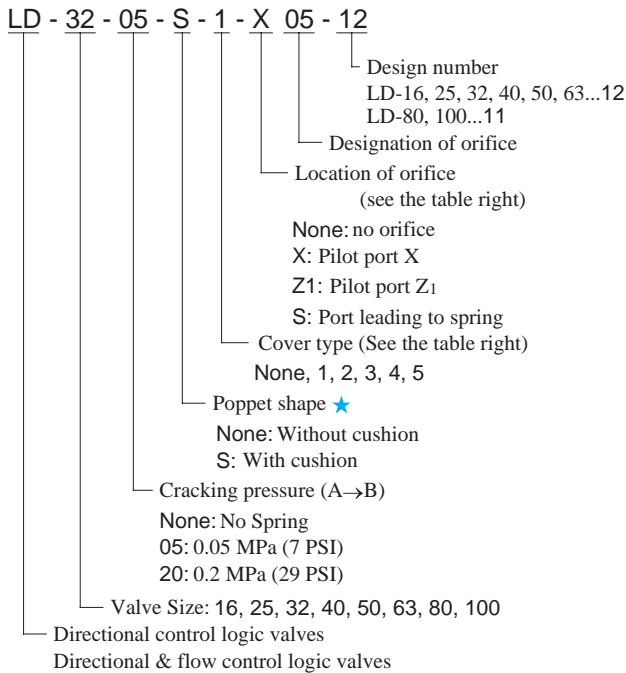 LD - 32 - 05 - S - 1 - X 05 - 12
Design number
LD-16, 25, 32, 40, 50, 63...12
LD-80, 100...11
Designation of orifice
Location of orifice
(see the table right)
None: no orifice
X: Pilot port X
Z1: Pilot port Z1
S: Port leading to spring
Cover type (See the table right)
None, 1, 2, 3, 4, 5
Poppet shape ★
None: Without cushion
S: With cushion
Cracking pressure (A→B)
None: No Spring
05: 0.05 MPa (7 PSI)
20: 0.2 MPa (29 PSI)
Valve Size: 16, 25, 32, 40, 50, 63, 80, 100
Directional control logic valves
Directional & flow control logic valves